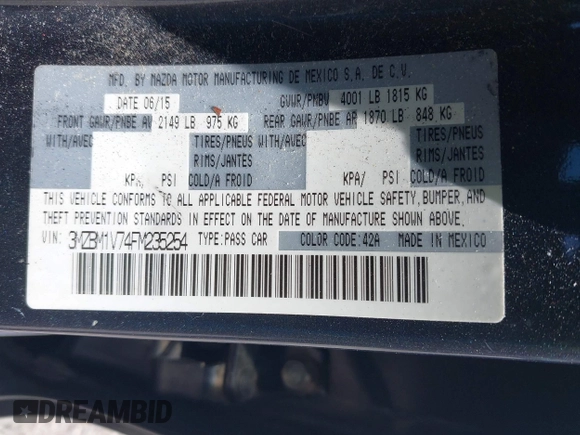 MFD. BY MAZDA MOTOR MANUFACTURING DE MEXICO S.A. DE C.V.
DATE 06/15 GVWR/PNBV 4001 LB 1815 KG
FRONT GAWR/PNBE AV 2149 LB 975 KG REAR GAWR/PNBE AR 1870 LB 848 KG
WITH/AVEC TIRES/PNEUS WITH/AVEC TIRES/PNEUS
RIMS/JANTES RIMS/JANTES
KPA/ PSI COLD/A FROID KPA/ PSI COLD/A FROID
THIS VEHICLE CONFORMS TO ALL APPLICABLE FEDERAL MOTOR VEHICLE SAFETY, BUMPER, AND
THEFT PREVENTION STANDARDS IN EFFECT ON THE DATE OF MANUFACTURE SHOWN ABOVE.
VIN: 3MZBM1V74FM235254 TYPE:PASS CAR COLOR CODE:42A MADE IN MEXICO
DREAMBID